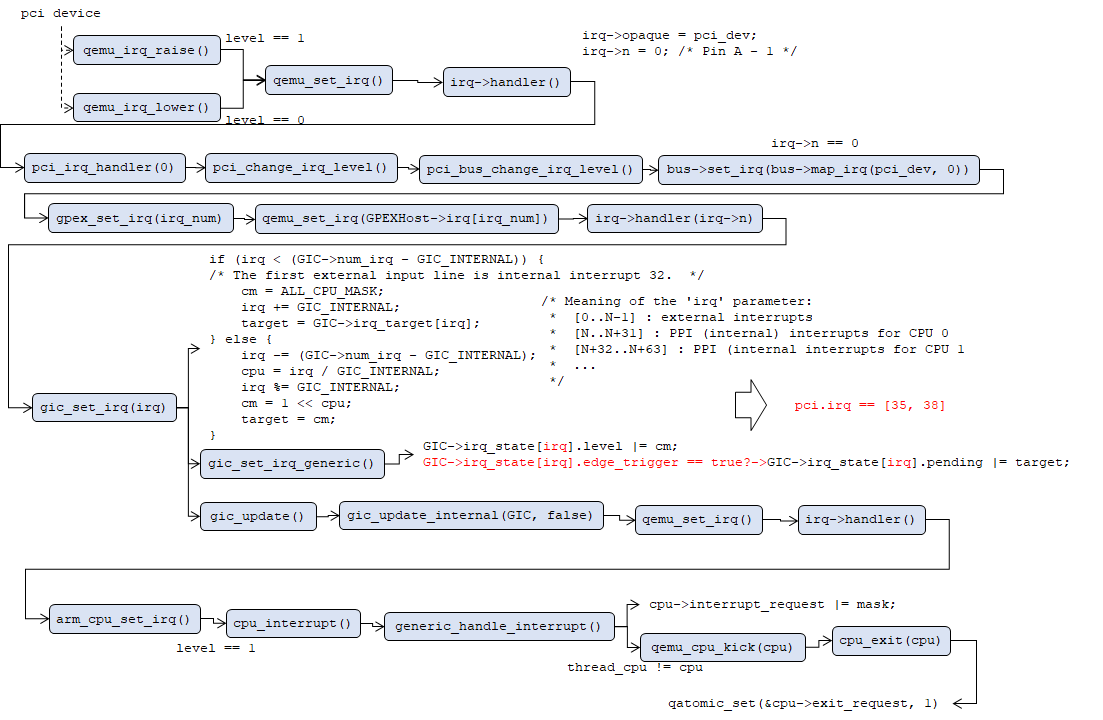 pci device
qemu_irq_raise()
level == 1
irq->opaque = pci_dev;
irq->n = 0; /* Pin A - 1 */
qemu_set_irq()
irq->handler()
qemu_irq_lower()
level == 0
irq->n == 0
pci_irq_handler(0)
pci_change_irq_level()
pci_bus_change_irq_level()
bus->set_irq(bus->map_irq(pci_dev, 0))
gpex_set_irq(irq_num)
qemu_set_irq(GPEXHost->irq[irq_num])
irq->handler(irq->n)
if (irq < (GIC->num_irq - GIC_INTERNAL)) {
/* The first external input line is internal interrupt 32.  */
cm = ALL_CPU_MASK;
irq += GIC_INTERNAL;
target = GIC->irq_target[irq];
} else {
irq -= (GIC->num_irq - GIC_INTERNAL);
cpu = irq / GIC_INTERNAL;
irq %= GIC_INTERNAL;
cm = 1 << cpu;
target = cm;
}
/* Meaning of the 'irq' parameter:
*  [0..N-1] : external interrupts
*  [N..N+31] : PPI (internal) interrupts for CPU 0
*  [N+32..N+63] : PPI (internal interrupts for CPU 1
*  ...
*/
gic_set_irq(irq)
pci.irq == [35, 38]
gic_set_irq_generic()
GIC->irq_state[irq].level |= cm;
GIC->irq_state[irq].edge_trigger == true?->GIC->irq_state[irq].pending |= target;
gic_update()
gic_update_internal(GIC, false)
qemu_set_irq()
irq->handler()
arm_cpu_set_irq()
level == 1
cpu_interrupt()
generic_handle_interrupt()
cpu->interrupt_request |= mask;
qemu_cpu_kick(cpu)
thread_cpu != cpu
cpu_exit(cpu)
qatomic_set(&cpu->exit_request, 1)